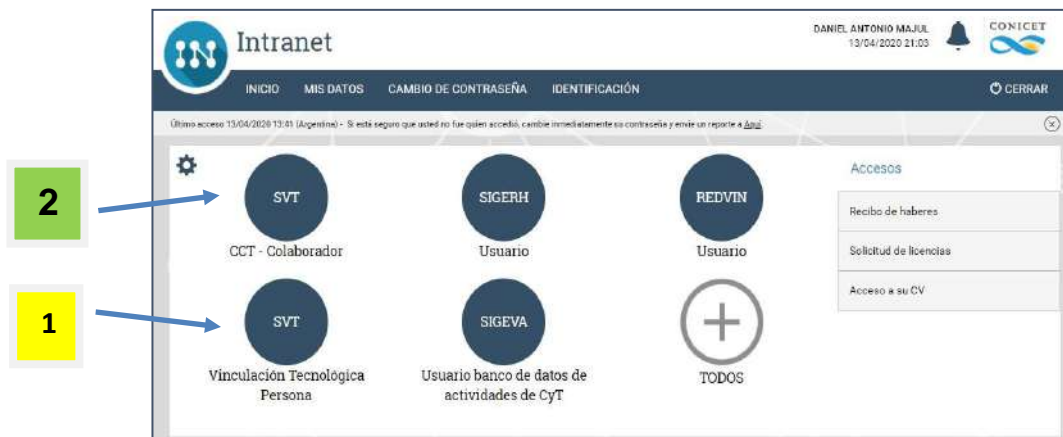 Intranet
DANIEL ANTONIO MAJUL
13/04/2020 21:03
CONICET
INICIO MIS DATOS CAMBIO DE CONTRASEÑA IDENTIFICACIÓN CERRAR
Último acceso 13/04/2020 13:41 (Argentina) - Si está seguro que usted no fue quien accedió, cambie inmediatamente su contraseña y envíe un reporte a Aquí.
2
SVT
CCT - Colaborador
SIGERH
Usuario
REDVIN
Usuario
1
SVT
Vinculación Tecnológica
Persona
SIGEVA
Usuario banco de datos de
actividades de CyT
TODOS
Accesos
Recibo de haberes
Solicitud de licencias
Acceso a su CV